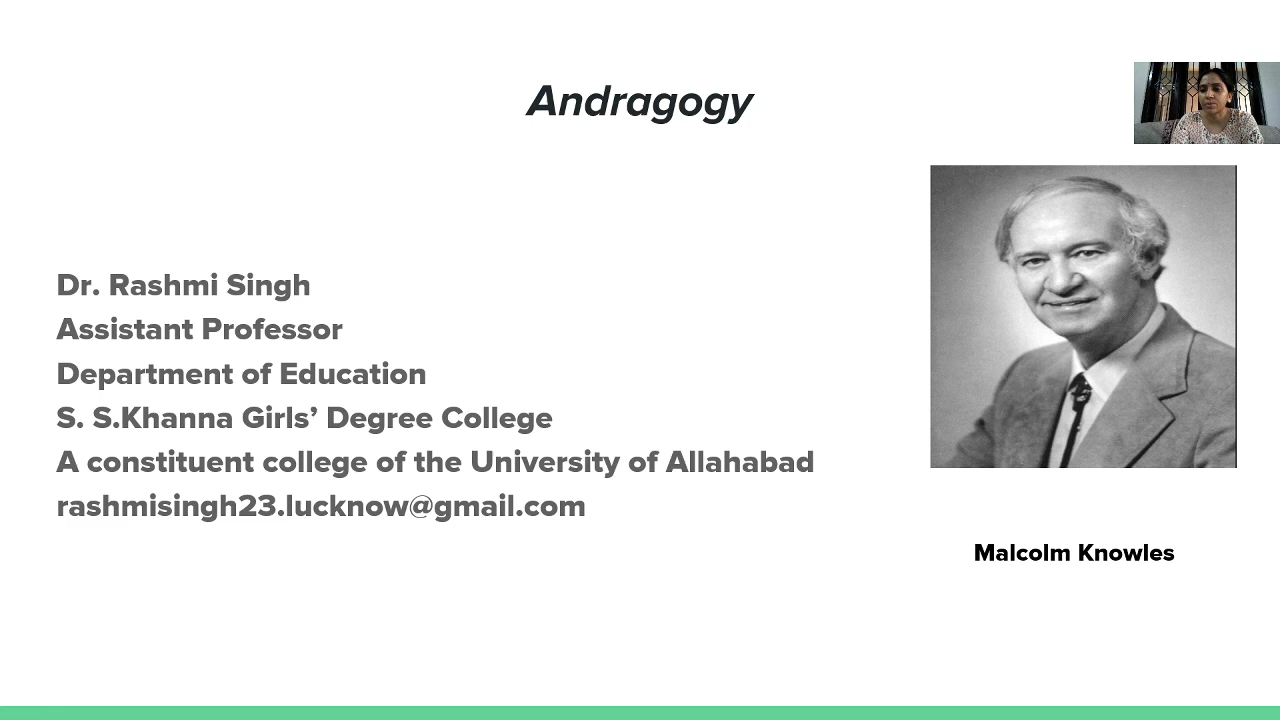 Andragogy
Dr. Rashmi Singh
Assistant Professor
Department of Education
S. S.Khanna Girls’ Degree College
A constituent college of the University of Allahabad
rashmisingh23.lucknow@gmail.com
Malcolm Knowles